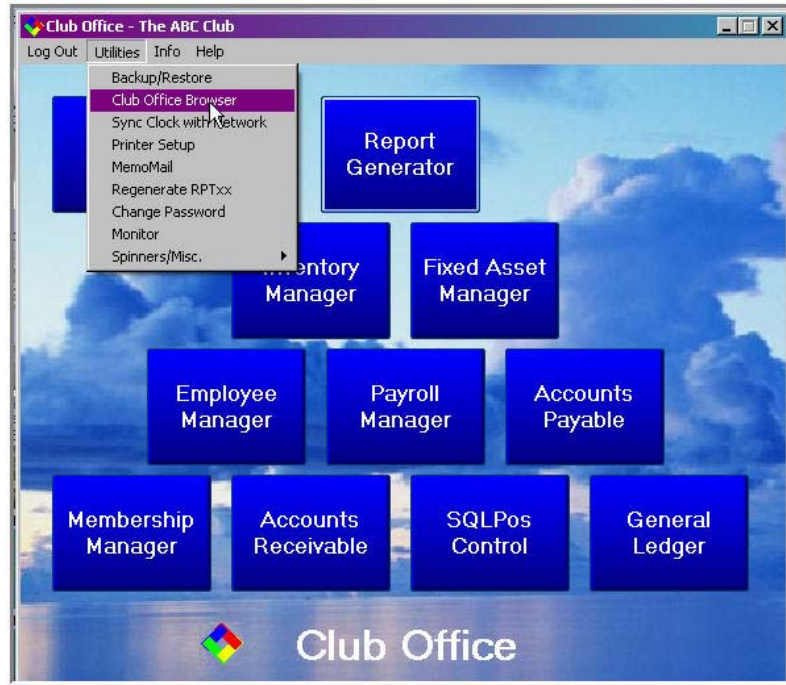 Club Office - The ABC Club
Log Out Utilities Info Help
Backup/Restore
Club Office Browser
Sync Clock with Network
Printer Setup
MemoMail
Regenerate RPTxx
Change Password
Monitor
Spinners/Misc.
Report
Generator
Inventory
Manager
Fixed Asset
Manager
Employee
Manager
Payroll
Manager
Accounts
Payable
Membership
Manager
Accounts
Receivable
SQLPos
Control
General
Ledger
Club Office